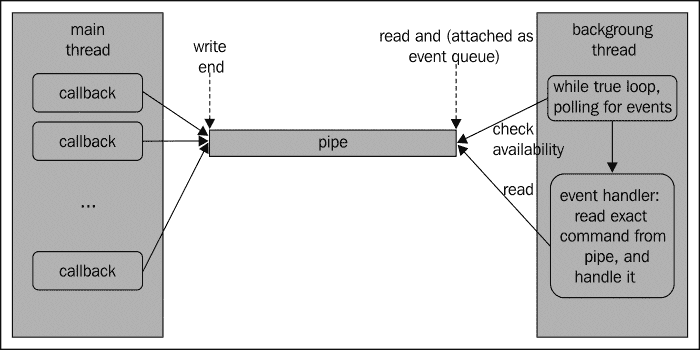 main
thread
callback
callback
...
callback
write
end
pipe
read and (attached as
event queue)
check
availability
read
backgroung
thread
while true loop,
polling for events
event handler:
read exact
command from
pipe, and
handle it